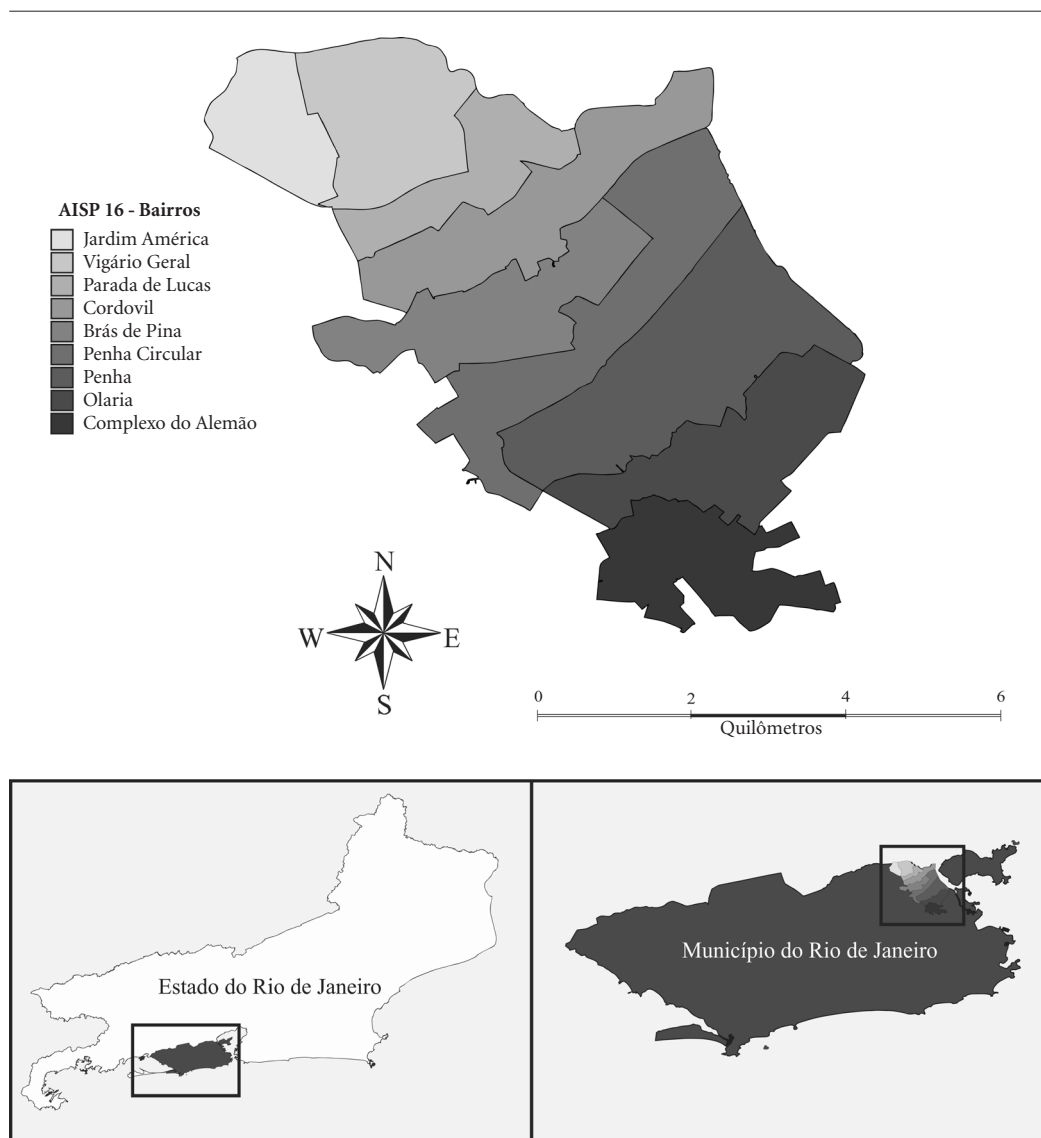 AISP 16 - Bairros
Jardim América
Vigário Geral
Parada de Lucas
Cordovil
Brás de Pina
Penha Circular
Penha
Olaria
Complexo do Alemão
N
W
E
S
0
2
4
6
Quilômetros
Estado do Rio de Janeiro
Município do Rio de Janeiro